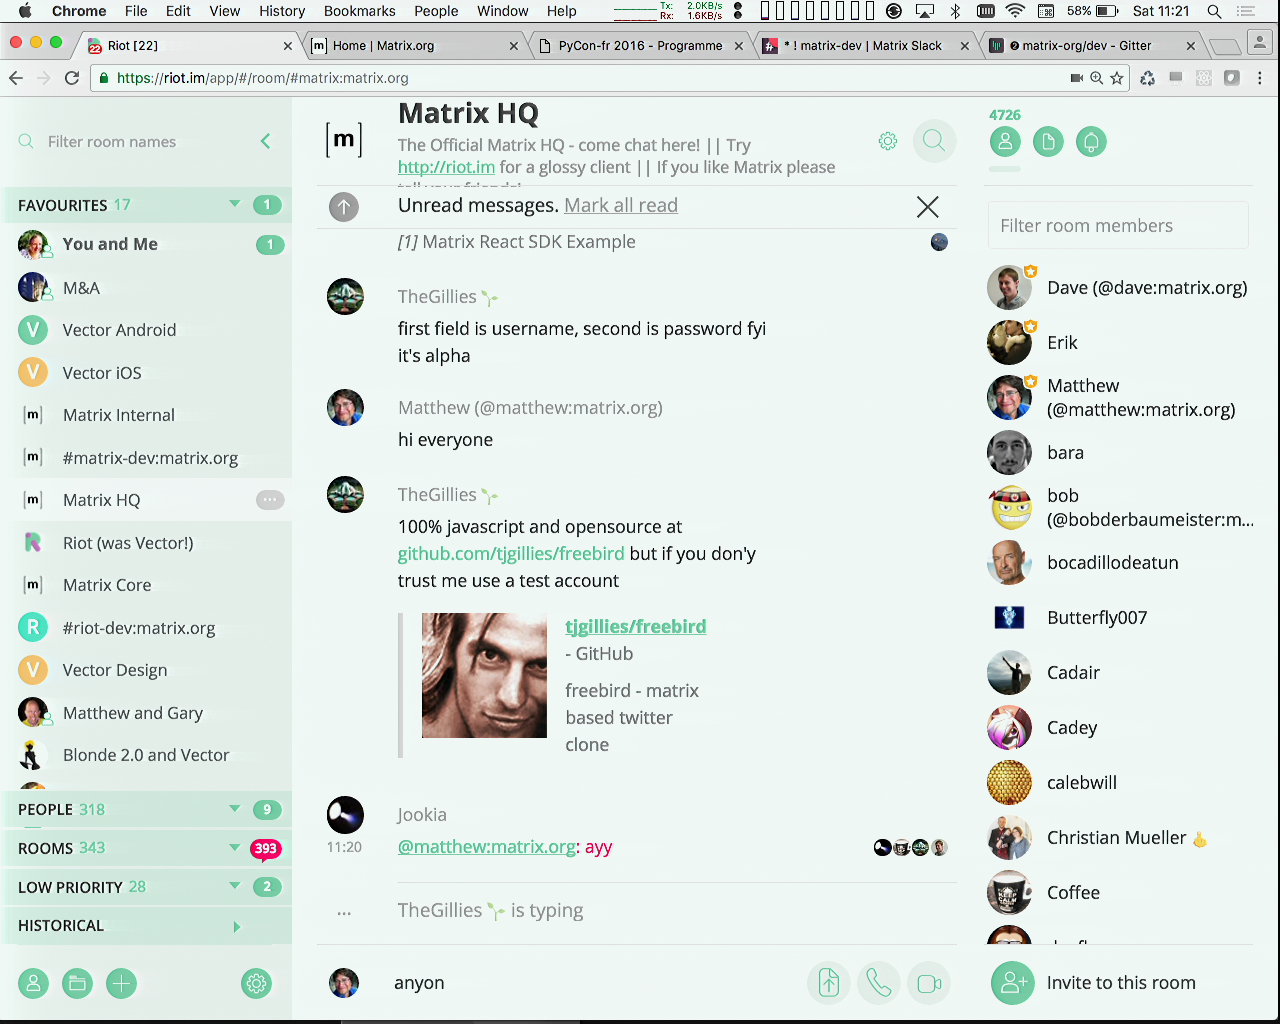 Chrome File Edit View History Bookmarks People Window Help Tx: 2.0KB/s Rx: 1.6KB/s 58% Sat 11:21
Riot [22] Home | Matrix.org PyCon-fr 2016 - Programme * ! matrix-dev | Matrix Slack matrix-org/dev - Gitter
https://riot.im/app/#/room/#matrix:matrix.org
Filter room names
FAVOURITES 17 1
You and Me 1
M&A
V Vector Android
V Vector iOS
[m] Matrix Internal
[m] #matrix-dev:matrix.org
[m] Matrix HQ ...
Riot (was Vector!)
[m] Matrix Core
R #riot-dev:matrix.org
V Vector Design
Matthew and Gary
Blonde 2.0 and Vector
PEOPLE 318 9
ROOMS 343 393
LOW PRIORITY 28 2
HISTORICAL
[m] Matrix HQ
The Official Matrix HQ - come chat here! || Try
http://riot.im for a glossy client || If you like Matrix please
Unread messages. Mark all read
[1] Matrix React SDK Example
TheGillies
first field is username, second is password fyi
it's alpha
Matthew (@matthew:matrix.org)
hi everyone
TheGillies
100% javascript and opensource at
github.com/tjgillies/freebird but if you don'y
trust me use a test account
tjgillies/freebird
- GitHub
freebird - matrix
based twitter
clone
Jookia
11:20 @matthew:matrix.org: ayy
... TheGillies is typing
anyon
4726
Filter room members
Dave (@dave:matrix.org)
Erik
Matthew
(@matthew:matrix.org)
bara
bob
(@bobderbaumeister:m...
bocadillodeatun
Butterfly007
Cadair
Cadey
calebwill
Christian Mueller
Coffee
Invite to this room